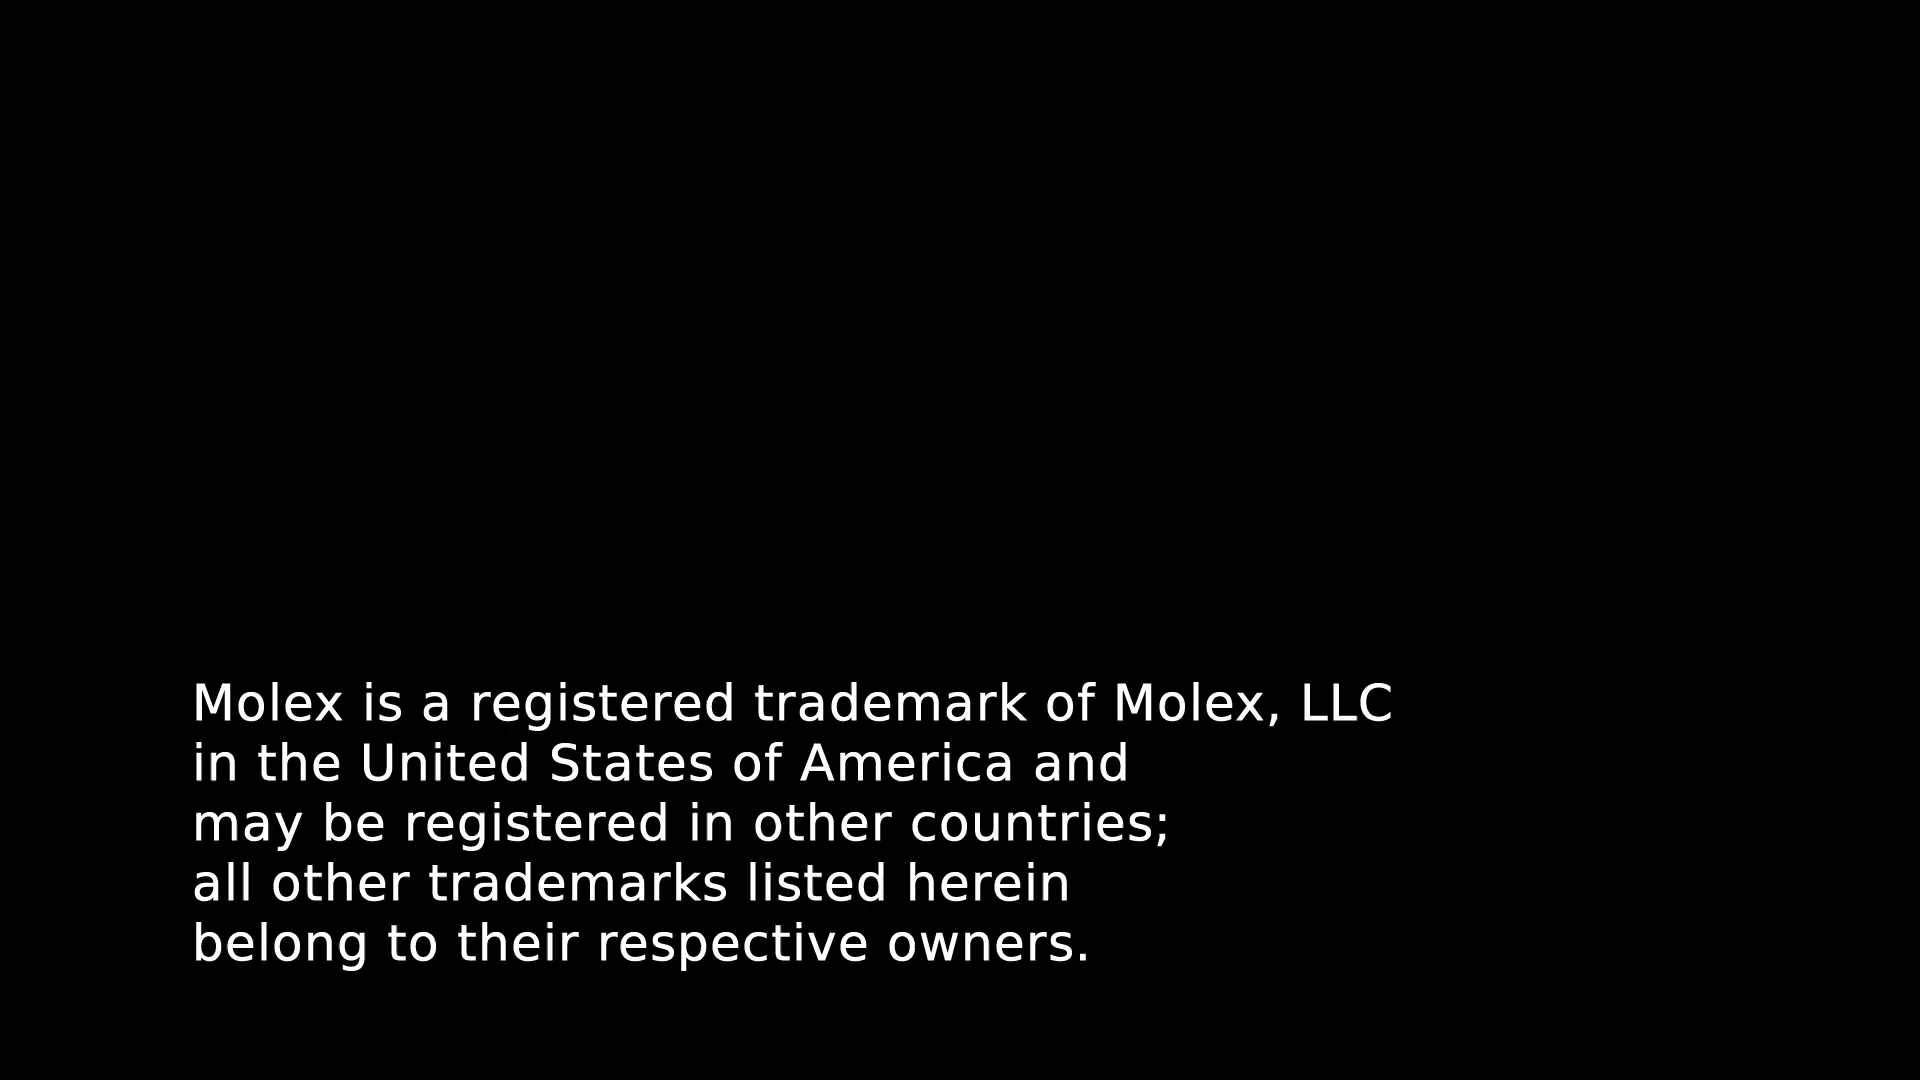 Molex is a registered trademark of Molex, LLC
in the United States of America and
may be registered in other countries;
all other trademarks listed herein
belong to their respective owners.